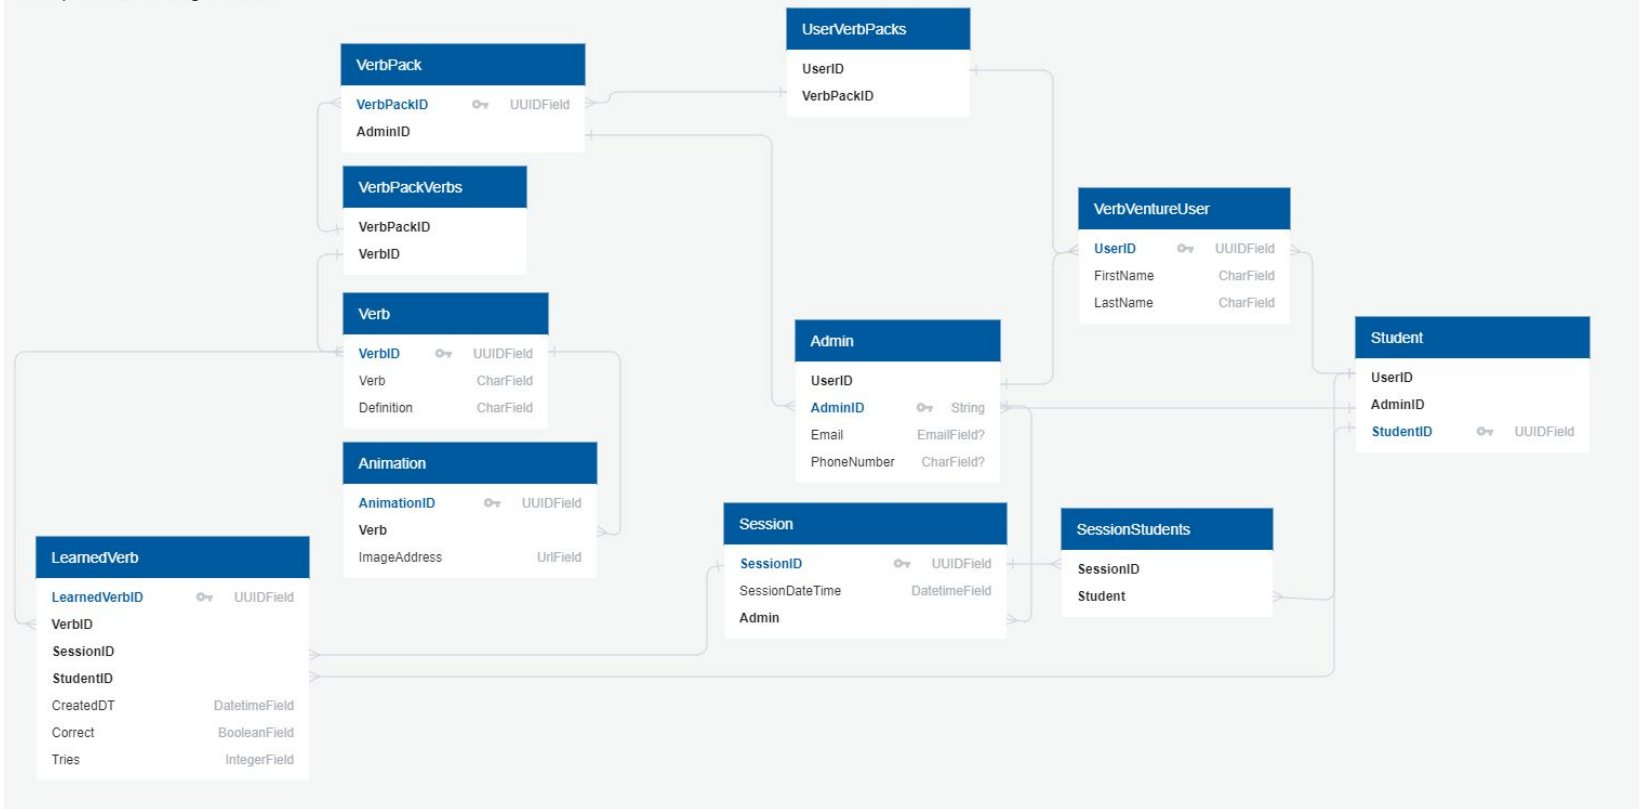 UserVerbPacks
UserID
VerbPackID
VerbPack
VerbPackID UUIDField
AdminID
VerbPackVerbs
VerbPackID
VerbID
VerbVentureUser
UserID UUIDField
FirstName CharField
LastName CharField
Verb
VerbID UUIDField
Verb CharField
Definition CharField
Admin
UserID
AdminID String
Email EmailField?
PhoneNumber CharField?
Student
UserID
AdminID
StudentID UUIDField
Animation
AnimationID UUIDField
Verb
ImageAddress UrlField
Session
SessionID UUIDField
SessionDateTime DatetimeField
Admin
SessionStudents
SessionID
Student
LearnedVerb
LearnedVerbID UUIDField
VerbID
SessionID
StudentID
CreatedDT DatetimeField
Correct BooleanField
Tries IntegerField